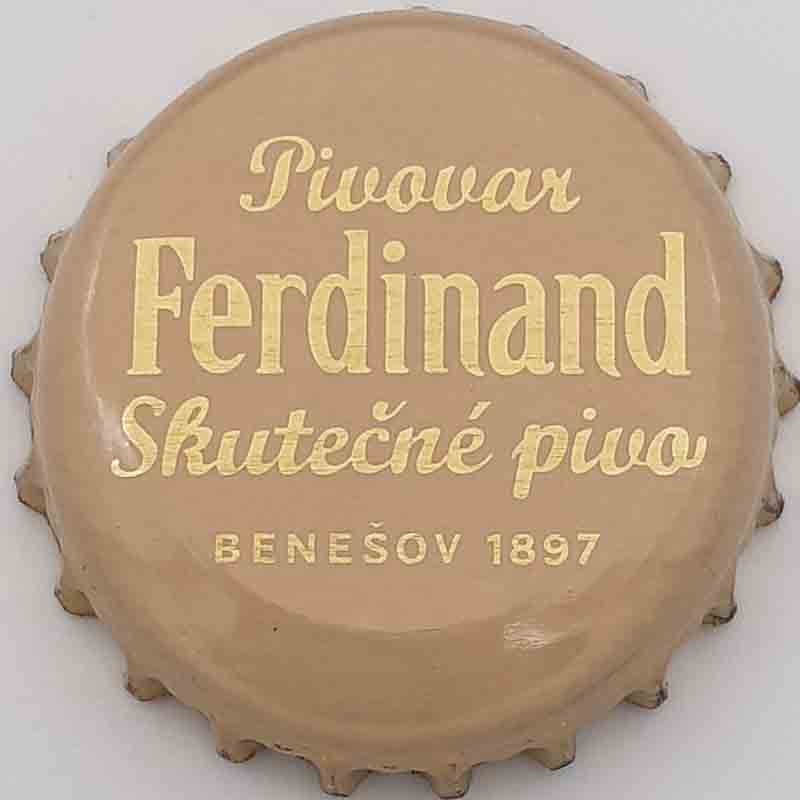 Pivovar
Ferdinand
Skutečné pivo
BENEŠOV 1897